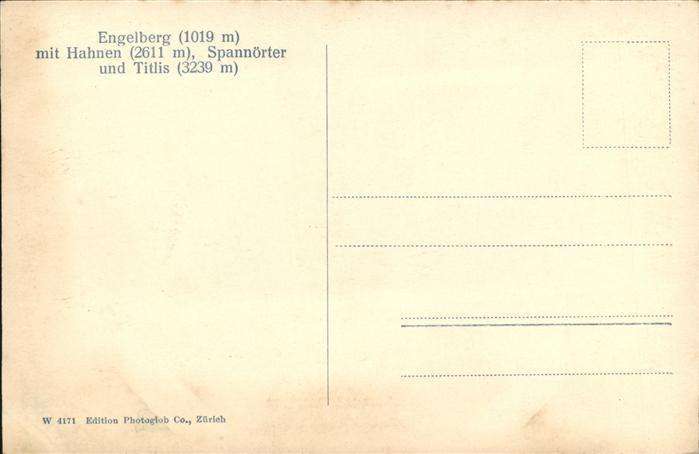 Engelberg (1019 m)
mit Hahnen (2611 m), Spannörter
und Titlis (3239 m)
W 4171 Edition Photoglob Co., Zürich